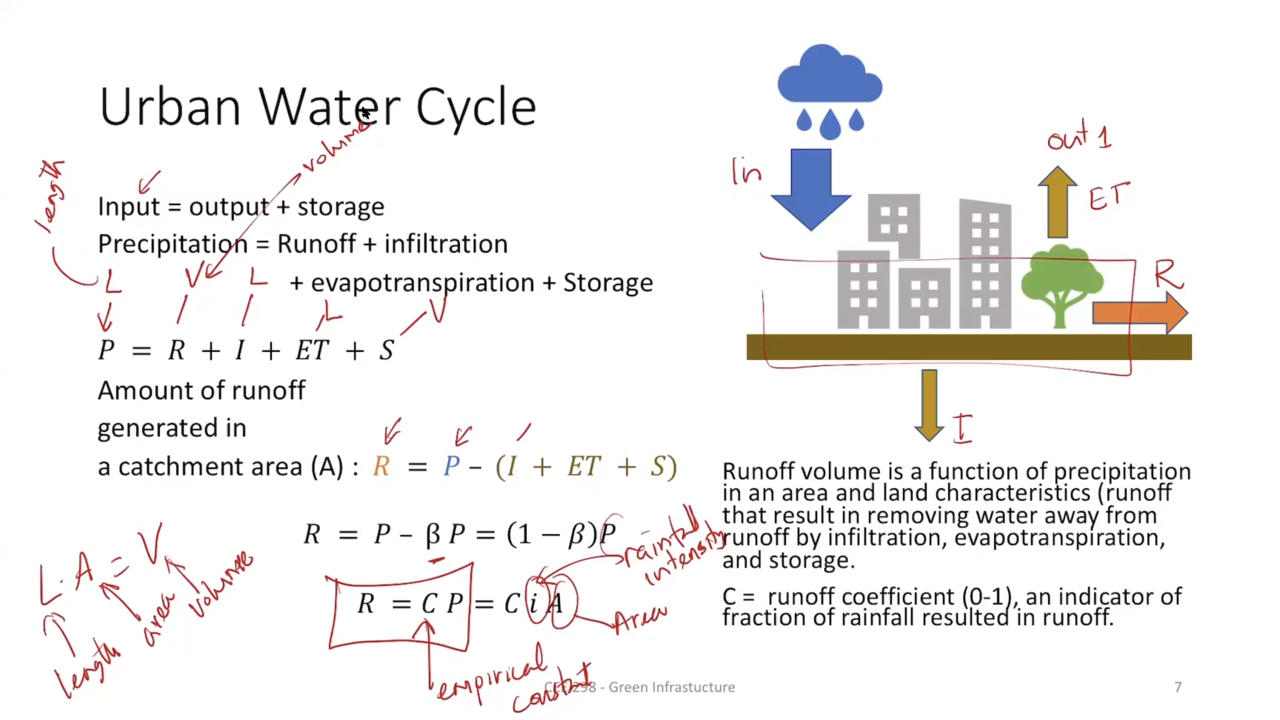 Urban Water Cycle
volume
length
Input = output + storage
Precipitation = Runoff + infiltration
L V L + evapotranspiration + Storage
L V
P = R + I + ET + S
Amount of runoff
generated in
a catchment area (A) : R = P − (I + ET + S)
R = P − β P = (1 − β)P
rainfall
intensity
R = C P = C i A
Area
empirical
constant
L . A = V
length area volume
In
out 1
ET
R
I
Runoff volume is a function of precipitation
in an area and land characteristics (runoff
that result in removing water away from
runoff by infiltration, evapotranspiration,
and storage.
C = runoff coefficient (0-1), an indicator of
fraction of rainfall resulted in runoff.
298 - Green Infrastucture
7